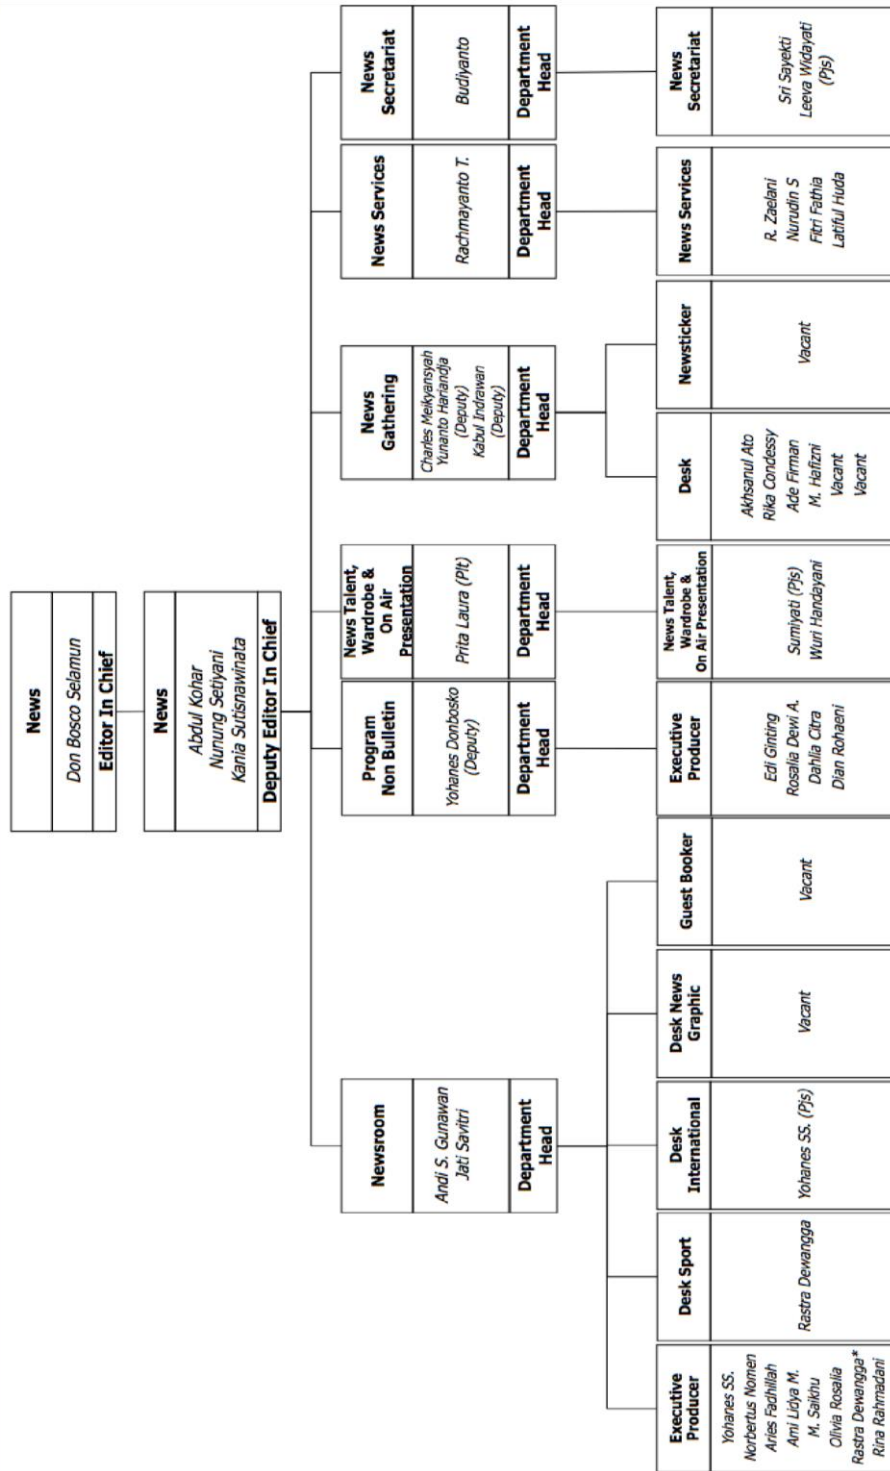 News
Don Bosco Selamun
Editor In Chief
News
Abdul Kohar
Nunung Setiyani
Kania Sutisnawinata
Deputy Editor In Chief
Newsroom
Andi S. Gunawan
Jati Savitri
Department
Head
Program
Non Bulletin
Yohanes Donbosko
(Deputy)
Department
Head
News Talent,
Wardrobe &
On Air
Presentation
Prita Laura (Plt)
Department
Head
News
Gathering
Charles Meikyansyah
Yunanto Hariandja
(Deputy)
Kabul Indrawan
(Deputy)
Department
Head
News Services
Rachmayanto T.
Department
Head
News
Secretariat
Budiyanto
Department
Head
Executive
Producer
Yohanes SS.
Norbertus Nomen
Aries Fadhillah
Ami Lidya M.
M. Saikhu
Olivia Rosalia
Rastra Dewangga*
Rina Rahmadani
Desk Sport
Rastra Dewangga
Desk
International
Yohanes SS. (Pjs)
Desk News
Graphic
Vacant
Guest Booker
Vacant
Executive
Producer
Edi Ginting
Rosalia Dewi A.
Dahlia Citra
Dian Rohaeni
News Talent,
Wardrobe &
On Air Presentation
Sumiyati (Pjs)
Wuri Handayani
Desk
Akhsanul Ato
Rika Condessy
Ade Firman
M. Hafizni
Vacant
Vacant
Newsticker
Vacant
News Services
R. Zaelani
Nurudin S
Fitri Fathia
Latiful Huda
News
Secretariat
Sri Sayekti
Leeva Widayati
(Pjs)